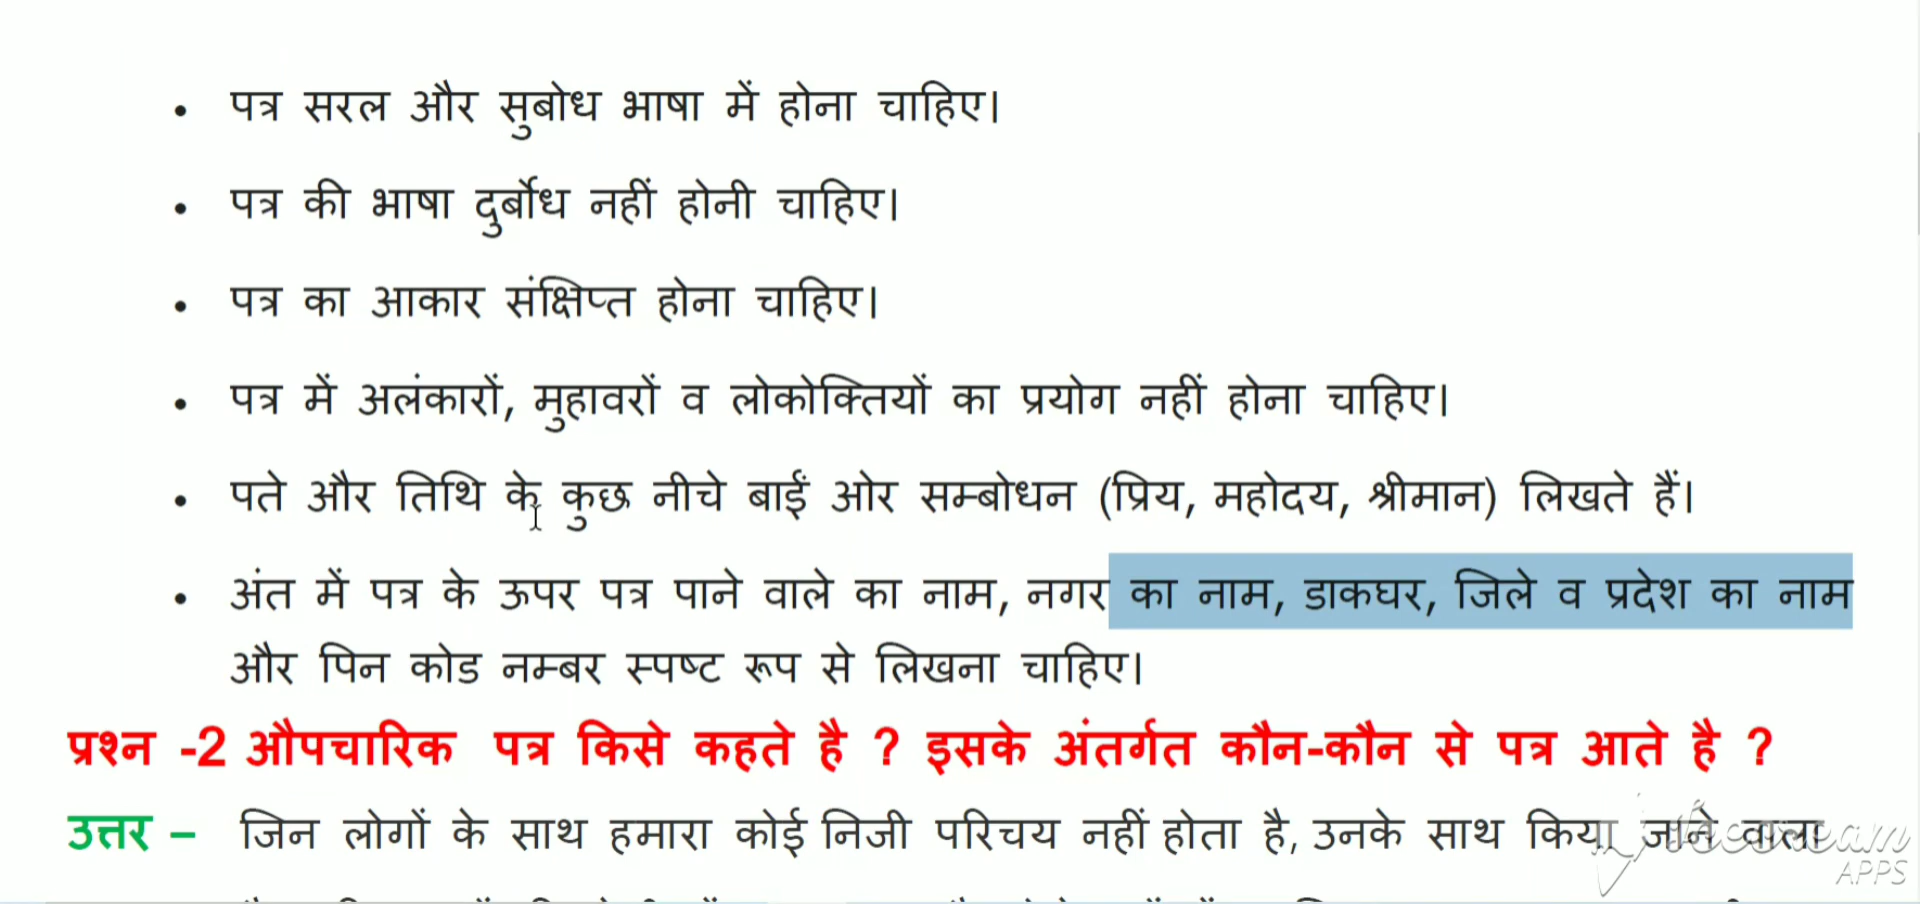 • पत्र सरल और सुबोध भाषा में होना चाहिए।
• पत्र की भाषा दुर्बोध नहीं होनी चाहिए।
• पत्र का आकार संक्षिप्त होना चाहिए।
• पत्र में अलंकारों, मुहावरों व लोकोक्तियों का प्रयोग नहीं होना चाहिए।
• पते और तिथि के कुछ नीचे बाईं ओर सम्बोधन (प्रिय, महोदय, श्रीमान) लिखते हैं।
• अंत में पत्र के ऊपर पत्र पाने वाले का नाम, नगर का नाम, डाकघर, जिले व प्रदेश का नाम
और पिन कोड नम्बर स्पष्ट रूप से लिखना चाहिए।
प्रश्न -2 औपचारिक पत्र किसे कहते है ? इसके अंतर्गत कौन-कौन से पत्र आते है ?
उत्तर – जिन लोगों के साथ हमारा कोई निजी परिचय नहीं होता है, उनके साथ किया जाने वाला
APPS